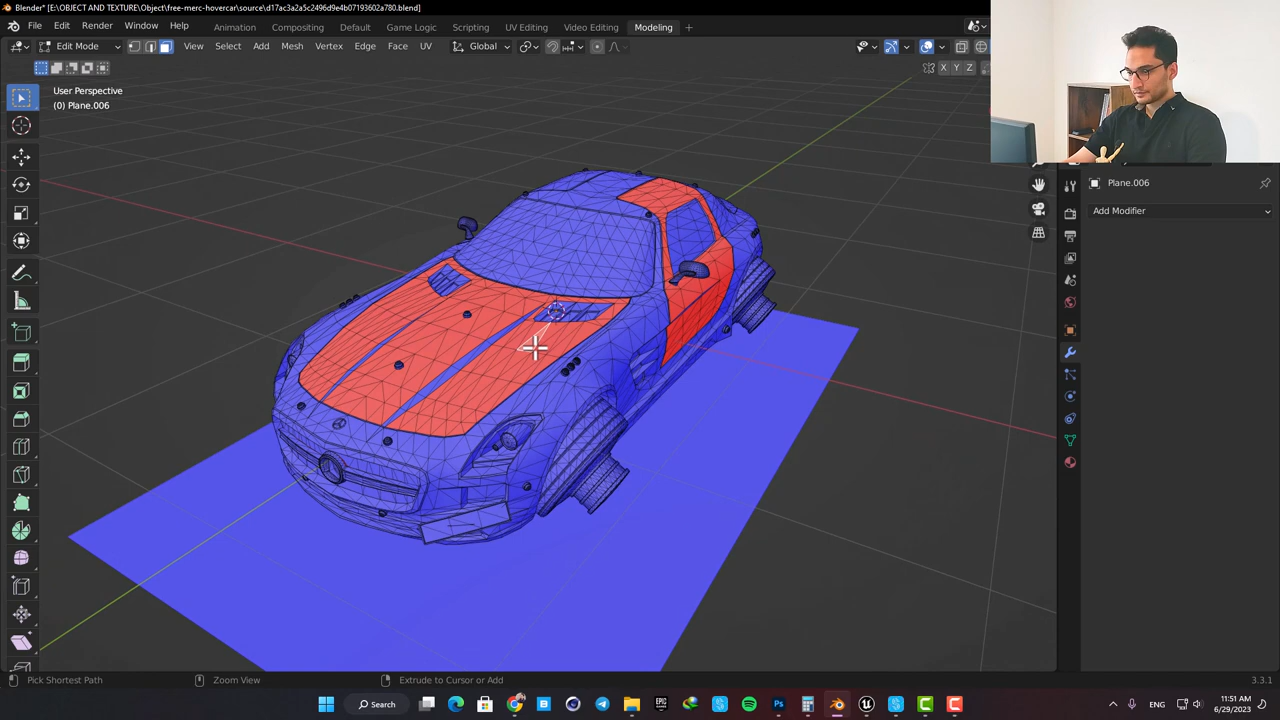 Blender* [E:\OBJECT AND TEXTURE\Object\free-merc-hovercar\source\d17ac3a2a5c2496d9e4b07193602a780.blend]
File Edit Render Window Help Animation Compositing Default Game Logic Scripting UV Editing Video Editing Modeling +
Edit Mode View Select Add Mesh Vertex Edge Face UV Global
X Y Z
User Perspective
(0) Plane.006
Plane.006
Add Modifier
Pick Shortest Path Zoom View Extrude to Cursor or Add 3.3.1
Search
EPIC GAMES
Ps
ENG
11:51 AM
6/29/2023